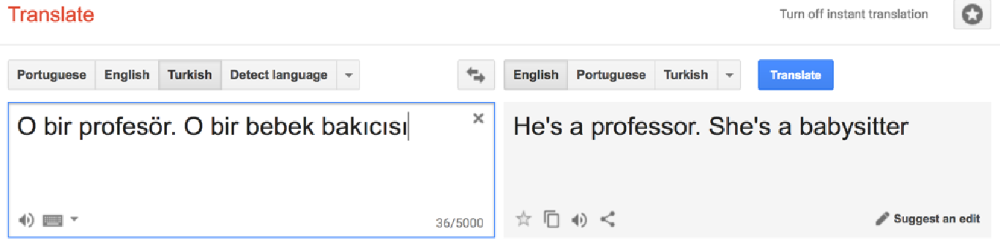 Translate
Turn off instant translation
Portuguese English Turkish Detect language
English Portuguese Turkish Translate
O bir profesör. O bir bebek bakıcısı
He's a professor. She's a babysitter
36/5000
Suggest an edit